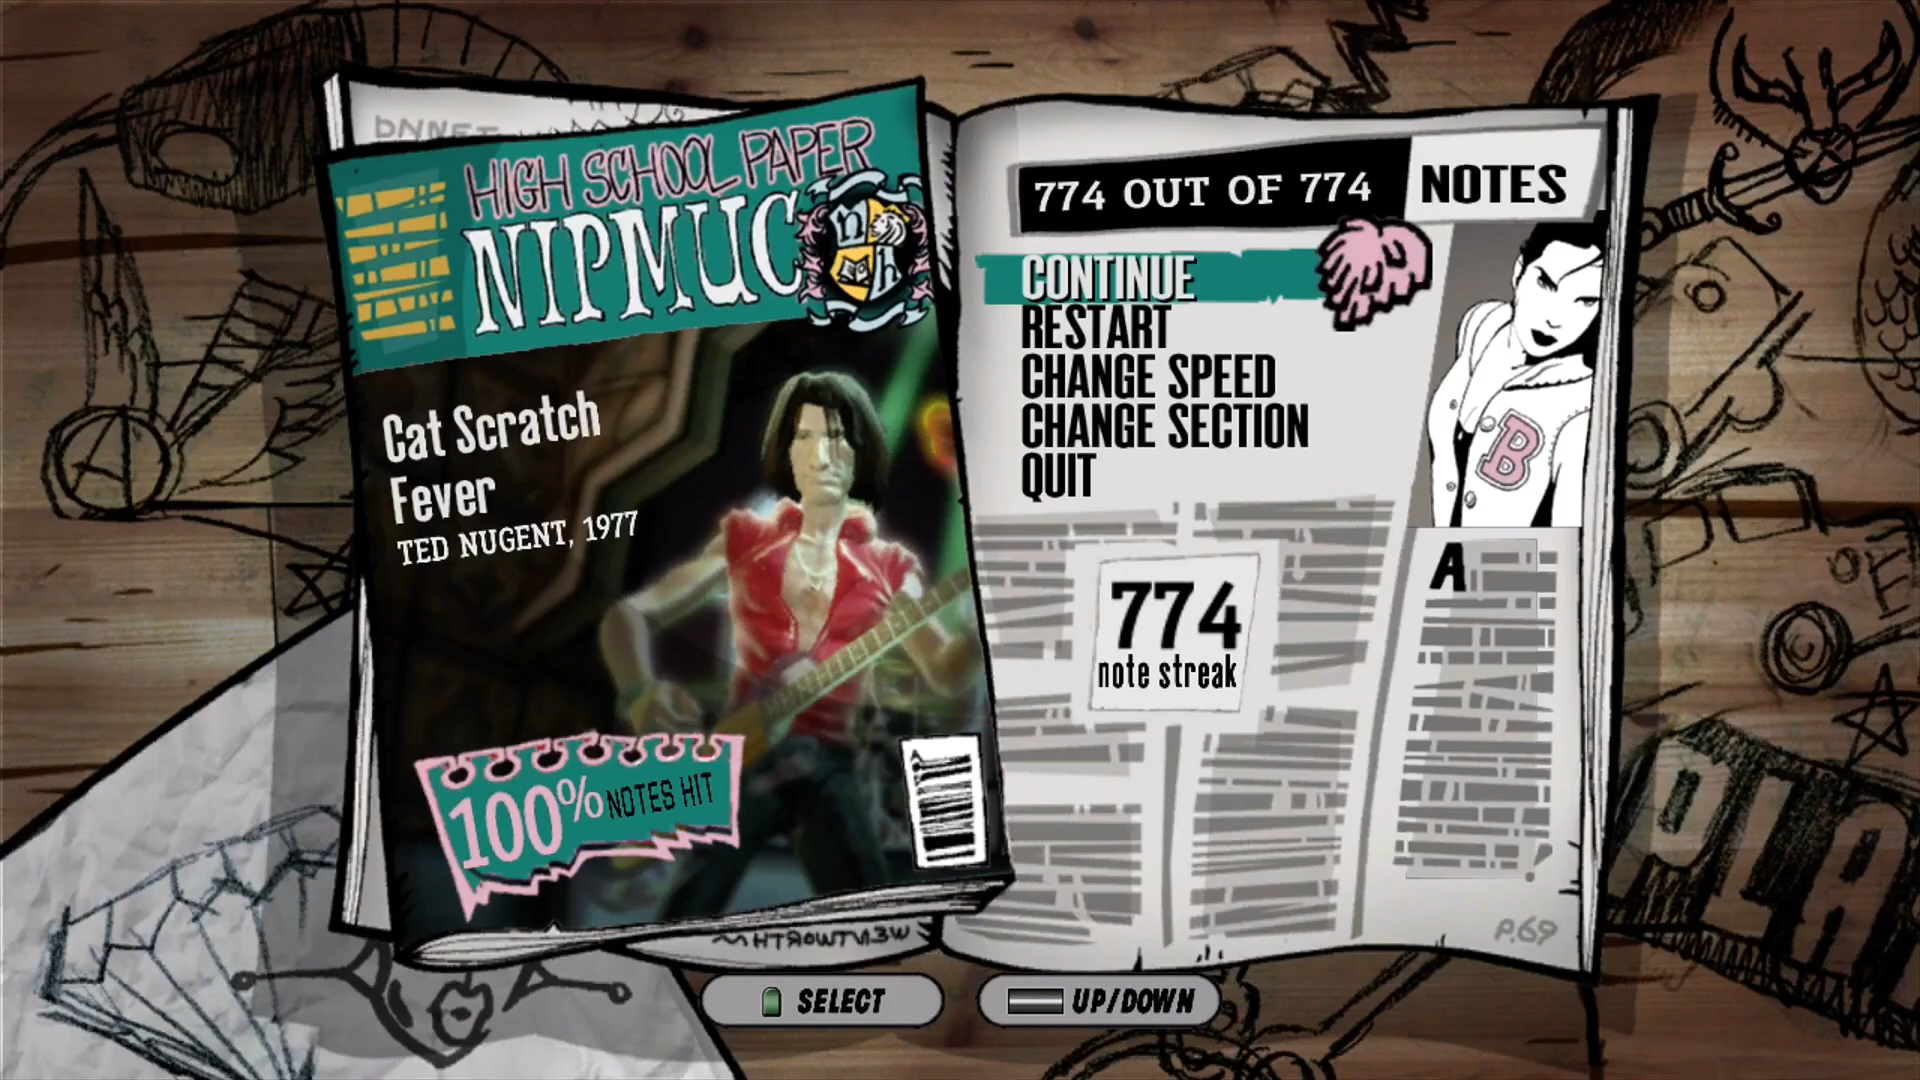 HIGH SCHOOL PAPER
NIPMUC
n
h
Cat Scratch
Fever
TED NUGENT, 1977
100% NOTES HIT
774 OUT OF 774 NOTES
CONTINUE
RESTART
CHANGE SPEED
CHANGE SECTION
QUIT
B
774
note streak
A
P.69
SELECT
UP/DOWN